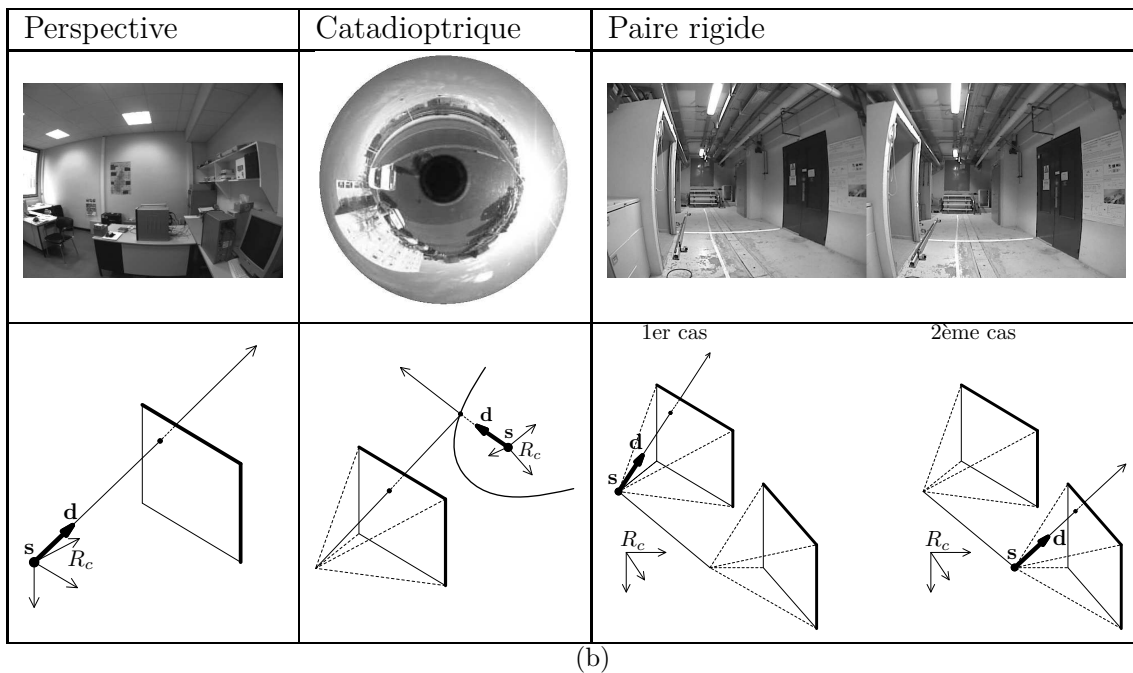 Perspective
Catadioptrique
Paire rigide
1er cas
2ème cas
d
s
R_c
d
s
R_c
d
s
R_c
s
d
R_c
(b)